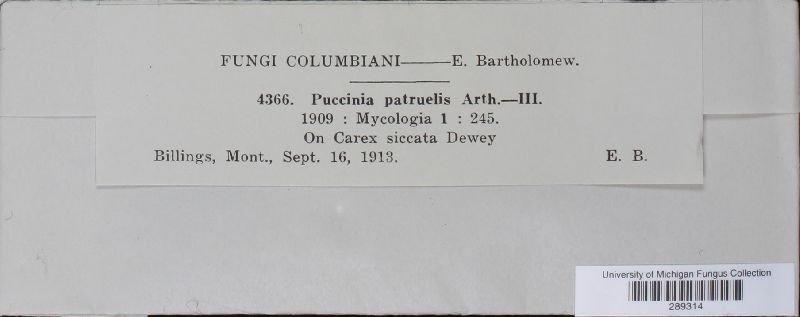 FUNGI COLUMBIANI——E. Bartholomew.
4366. Puccinia patruelis Arth.—III.
1909 : Mycologia 1 : 245.
On Carex siccata Dewey
Billings, Mont., Sept. 16, 1913. E. B.
University of Michigan Fungus Collection
289314